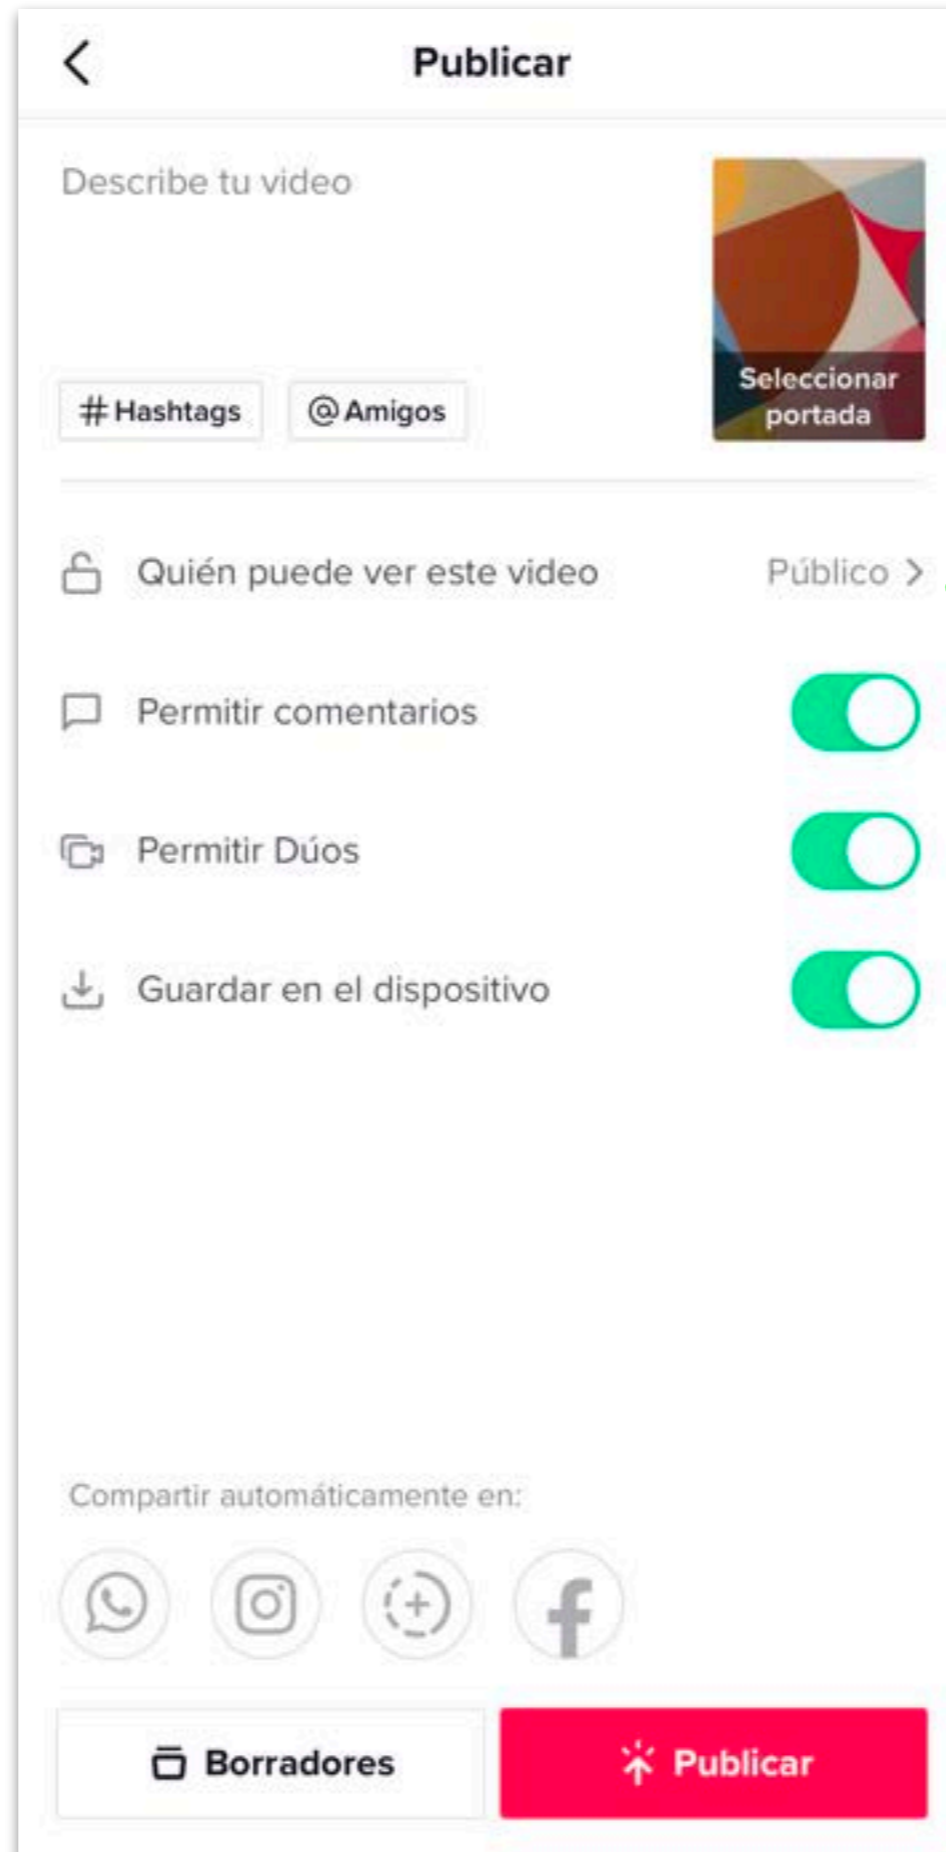 Publicar
Describe tu video
Seleccionar
portada
#Hashtags
@Amigos
Quién puede ver este video
Público
Permitir comentarios
Permitir Dúos
Guardar en el dispositivo
Compartir automáticamente en:
Borradores
Publicar